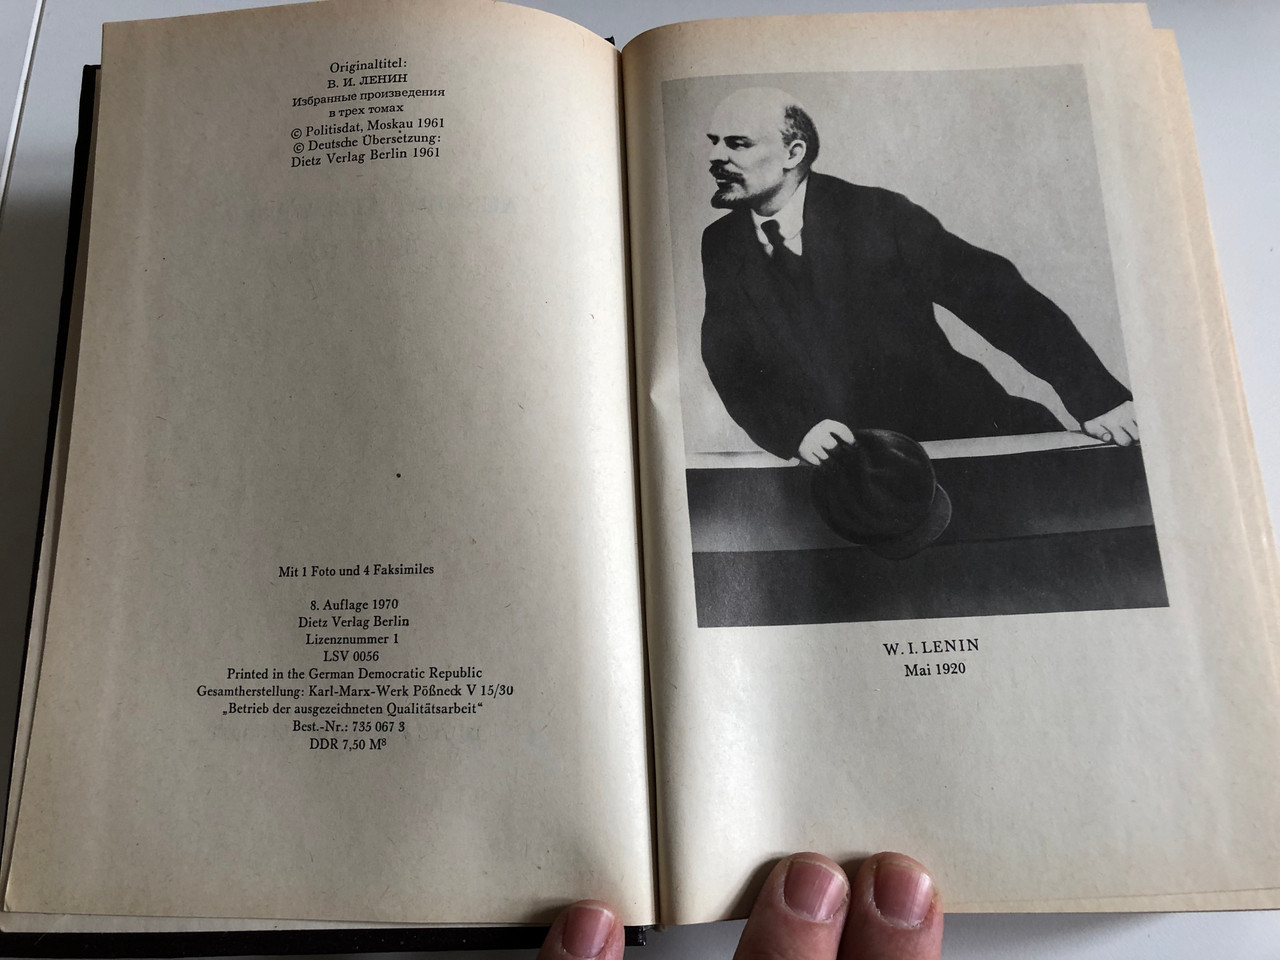 Originaltitel:
В. И. ЛЕНИН
Избранные произведения
в трех томах
© Politisdat, Moskau 1961
© Deutsche Übersetzung:
Dietz Verlag Berlin 1961
Mit 1 Foto und 4 Faksimiles
8. Auflage 1970
Dietz Verlag Berlin
Lizenznummer 1
LSV 0056
Printed in the German Democratic Republic
Gesamtherstellung: Karl-Marx-Werk Pößneck V 15/30
„Betrieb der ausgezeichneten Qualitätsarbeit“
Best.-Nr.: 735 067 3
DDR 7,50 M⁸
W. I. LENIN
Mai 1920